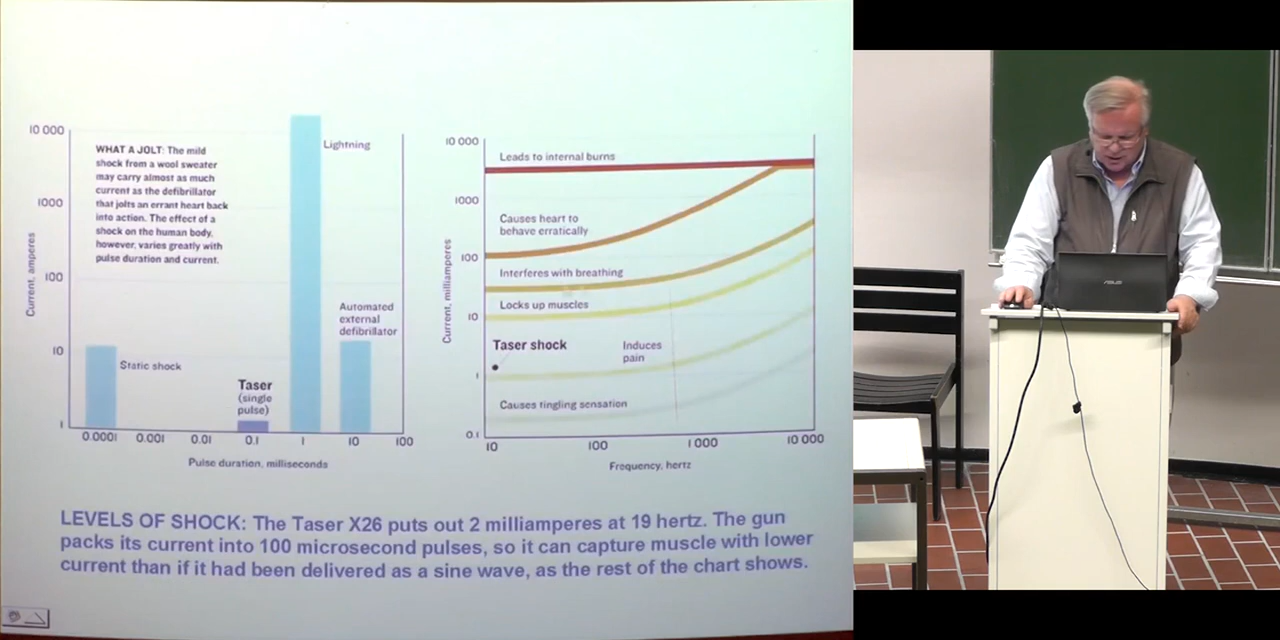 10 000
1000
100
10
1
Current, amperes
WHAT A JOLT: The mild
shock from a wool sweater
may carry almost as much
current as the defibrillator
that jolts an errant heart back
into action. The effect of a
shock on the human body,
however, varies greatly with
pulse duration and current.
Lightning
Automated
external
defibrillator
Static shock
Taser
(single
pulse)
0.0001 0.001 0.01 0.1 1 10 100
Pulse duration, milliseconds
10 000
1000
100
10
1
0.1
Current, milliamperes
Leads to internal burns
Causes heart to
behave erratically
Interferes with breathing
Locks up muscles
Taser shock
Induces
pain
Causes tingling sensation
10 100 1 000 10 000
Frequency, hertz
LEVELS OF SHOCK: The Taser X26 puts out 2 milliamperes at 19 hertz. The gun
packs its current into 100 microsecond pulses, so it can capture muscle with lower
current than if it had been delivered as a sine wave, as the rest of the chart shows.
ASUS